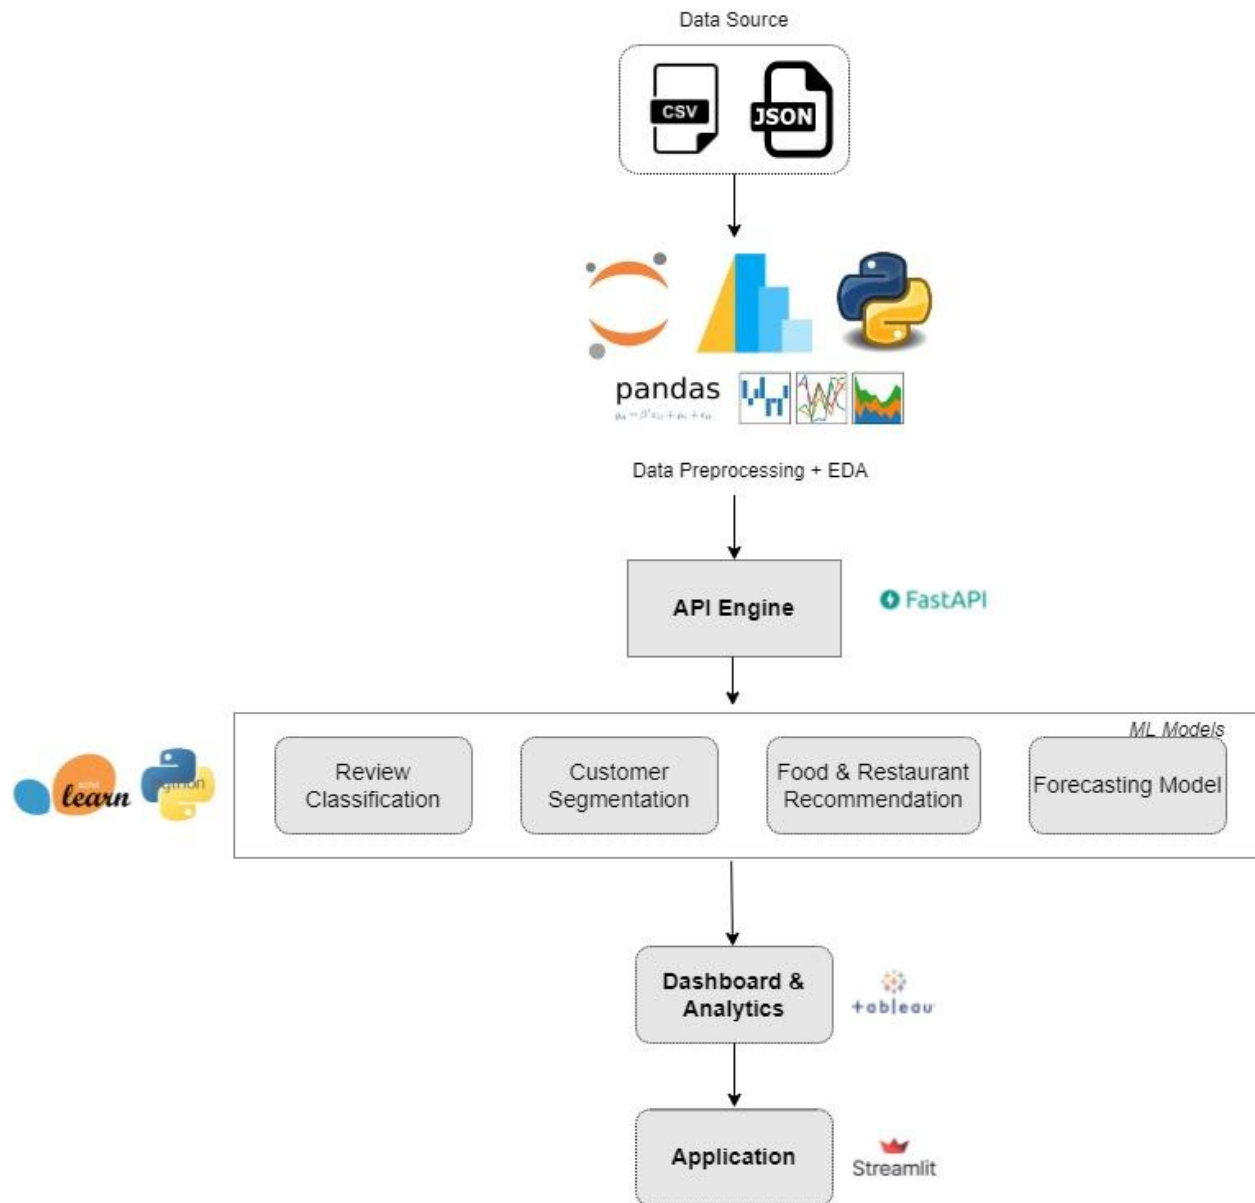 Data Source
CSV
JSON
pandas
Data Preprocessing + EDA
API Engine
FastAPI
ML Models
learn
Review
Classification
Customer
Segmentation
Food & Restaurant
Recommendation
Forecasting Model
Dashboard &
Analytics
+ableau
Application
Streamlit